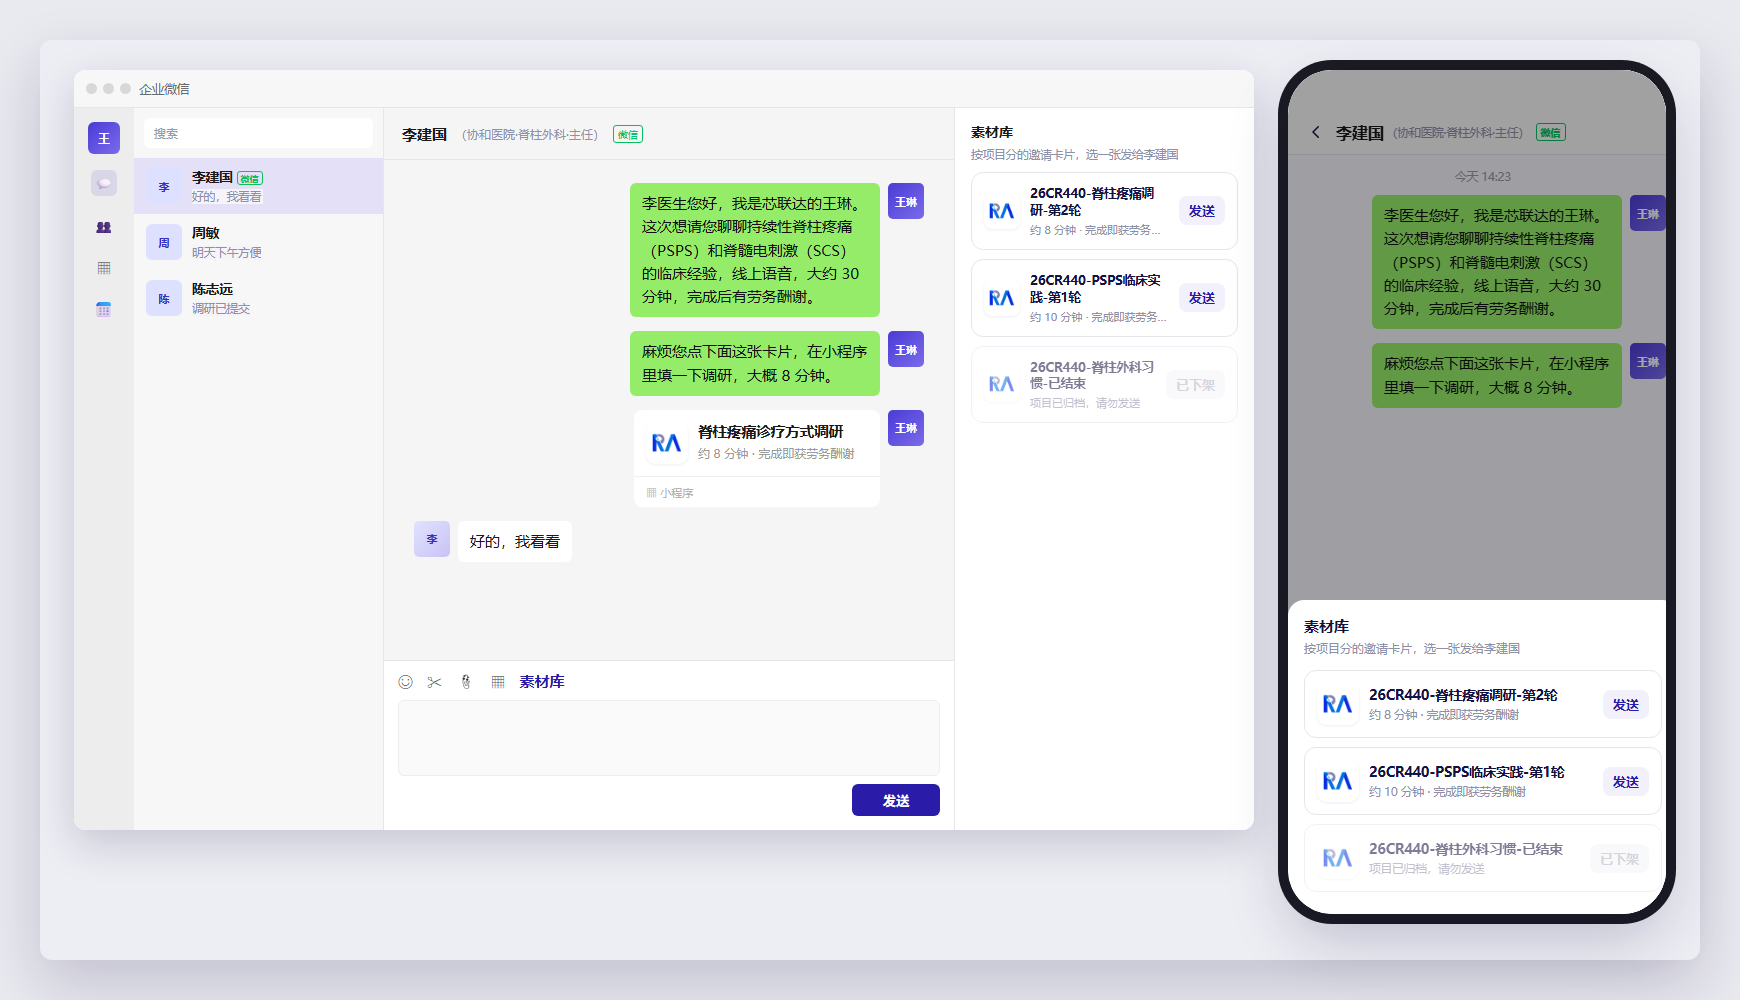 企业微信
王
搜索
李
李建国 微信
好的，我看看
周
周敏
明天下午方便
陈
陈志远
调研已提交
李建国 （协和医院·脊柱外科·主任） 微信
李医生您好，我是芯联达的王琳。
这次想请您聊聊持续性脊柱疼痛
（PSPS）和脊髓电刺激（SCS）
的临床经验，线上语音，大约 30
分钟，完成后有劳务酬谢。
王琳
麻烦您点下面这张卡片，在小程序
里填一下调研，大概 8 分钟。
王琳
RA
脊柱疼痛诊疗方式调研
约 8 分钟 · 完成即获劳务酬谢
小程序
王琳
李
好的，我看看
素材库
发送
素材库
按项目分的邀请卡片，选一张发给李建国
RA
26CR440-脊柱疼痛调
研-第2轮
约 8 分钟 · 完成即获劳务...
发送
RA
26CR440-PSPS临床实
践-第1轮
约 10 分钟 · 完成即获劳务...
发送
RA
26CR440-脊柱外科习
惯-已结束
项目已归档，请勿发送
已下架
李建国 （协和医院·脊柱外科·主任） 微信
今天 14:23
李医生您好，我是芯联达的王琳。
这次想请您聊聊持续性脊柱疼痛
（PSPS）和脊髓电刺激（SCS）
的临床经验，线上语音，大约 30
分钟，完成后有劳务酬谢。
王琳
麻烦您点下面这张卡片，在小程序
里填一下调研，大概 8 分钟。
王琳
素材库
按项目分的邀请卡片，选一张发给李建国
RA
26CR440-脊柱疼痛调研-第2轮
约 8 分钟 · 完成即获劳务酬谢
发送
RA
26CR440-PSPS临床实践-第1轮
约 10 分钟 · 完成即获劳务酬谢
发送
RA
26CR440-脊柱外科习惯-已结束
项目已归档，请勿发送
已下架